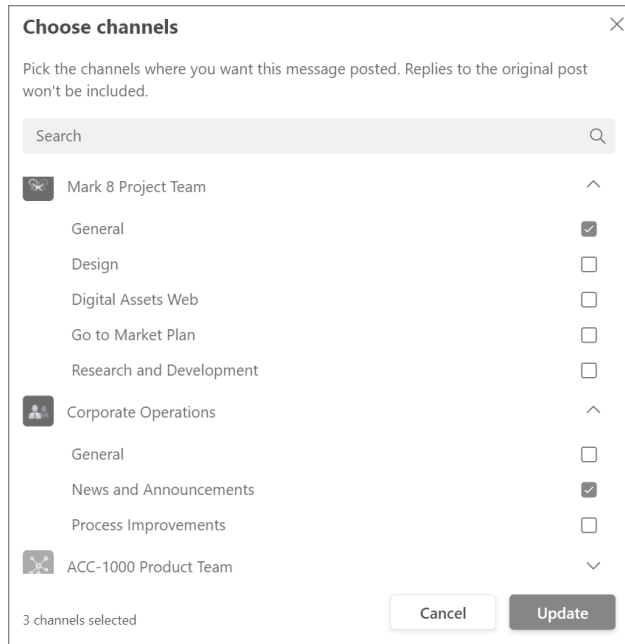 Choose channels
Pick the channels where you want this message posted. Replies to the original post
won't be included.
Search
Mark 8 Project Team
General
Design
Digital Assets Web
Go to Market Plan
Research and Development
Corporate Operations
General
News and Announcements
Process Improvements
ACC-1000 Product Team
3 channels selected
Cancel
Update